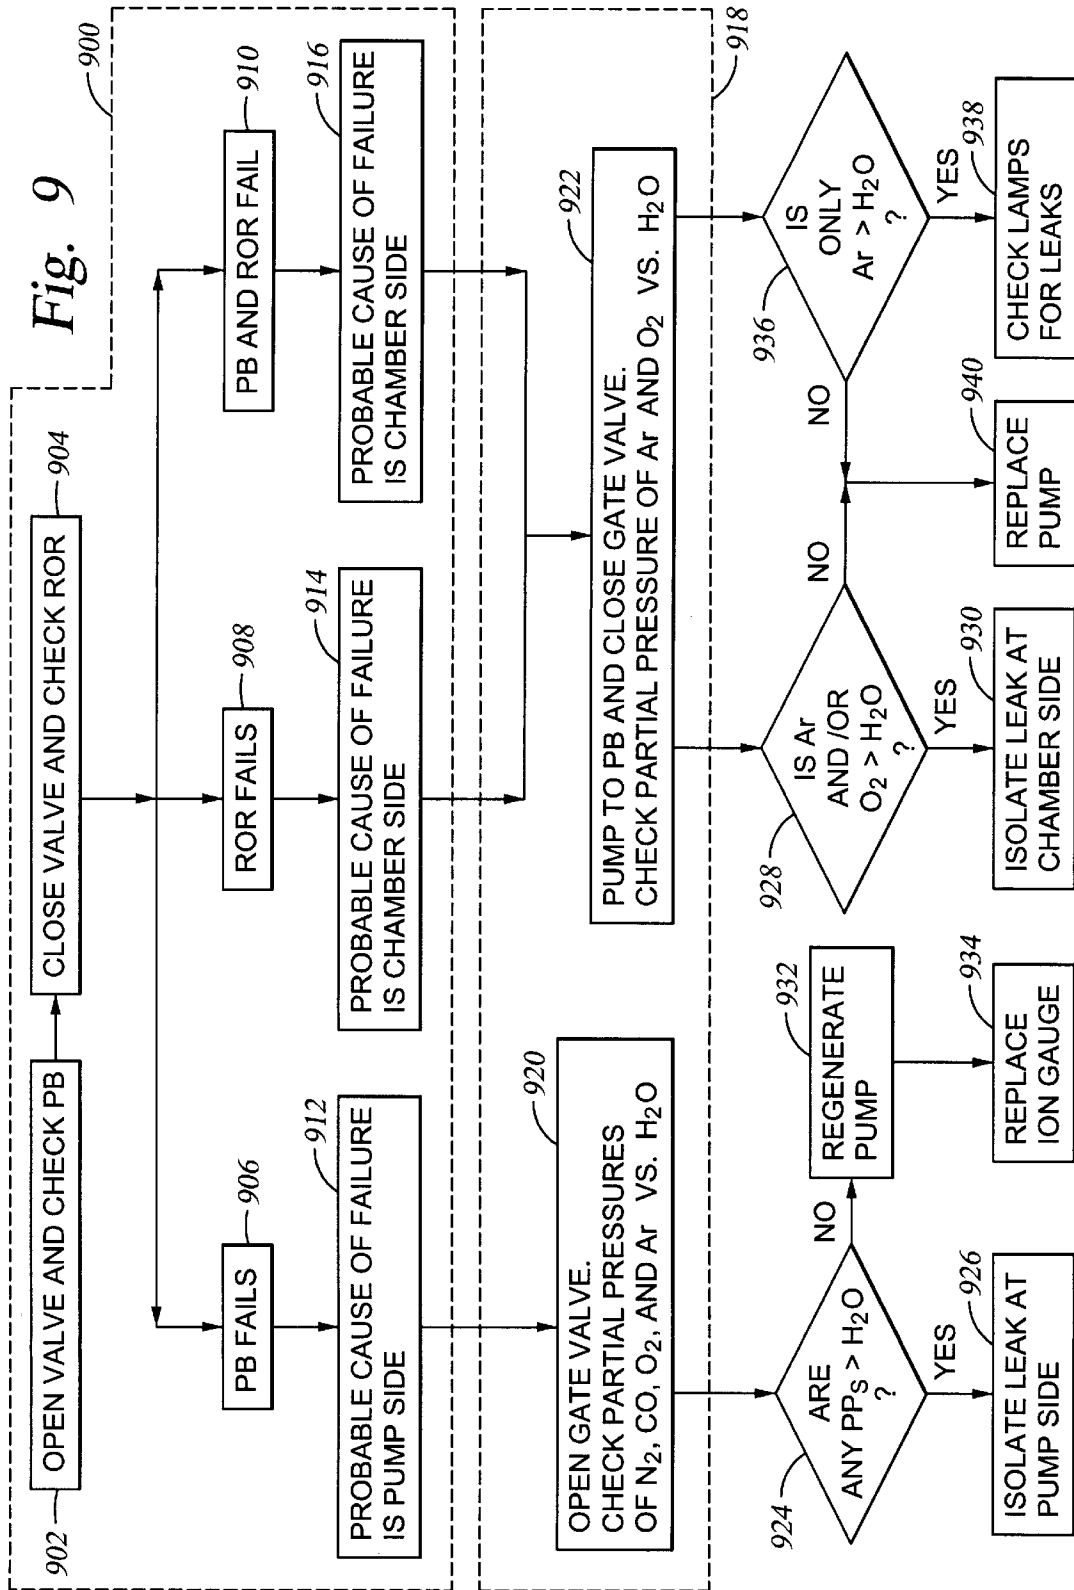 Fig. 9
900
OPEN VALVE AND CHECK PB
902
CLOSE VALVE AND CHECK ROR
904
PB FAILS
906
ROR FAILS
908
PB AND ROR FAIL
910
PROBABLE CAUSE OF FAILURE
IS PUMP SIDE
912
PROBABLE CAUSE OF FAILURE
IS CHAMBER SIDE
914
PROBABLE CAUSE OF FAILURE
IS CHAMBER SIDE
916
918
OPEN GATE VALVE.
CHECK PARTIAL PRESSURES
OF N₂, CO, O₂, AND Ar VS. H₂O
920
PUMP TO PB AND CLOSE GATE VALVE.
CHECK PARTIAL PRESSURE OF Ar AND O₂ VS. H₂O
922
ARE
ANY PPS > H₂O
?
924
NO
YES
REGENERATE
PUMP
932
ISOLATE LEAK AT
PUMP SIDE
926
REPLACE
ION GAUGE
934
IS Ar
AND /OR
O₂ > H₂O
?
928
NO
YES
ISOLATE LEAK AT
CHAMBER SIDE
930
IS
ONLY
Ar > H₂O
?
936
NO
YES
REPLACE
PUMP
940
CHECK LAMPS
FOR LEAKS
938